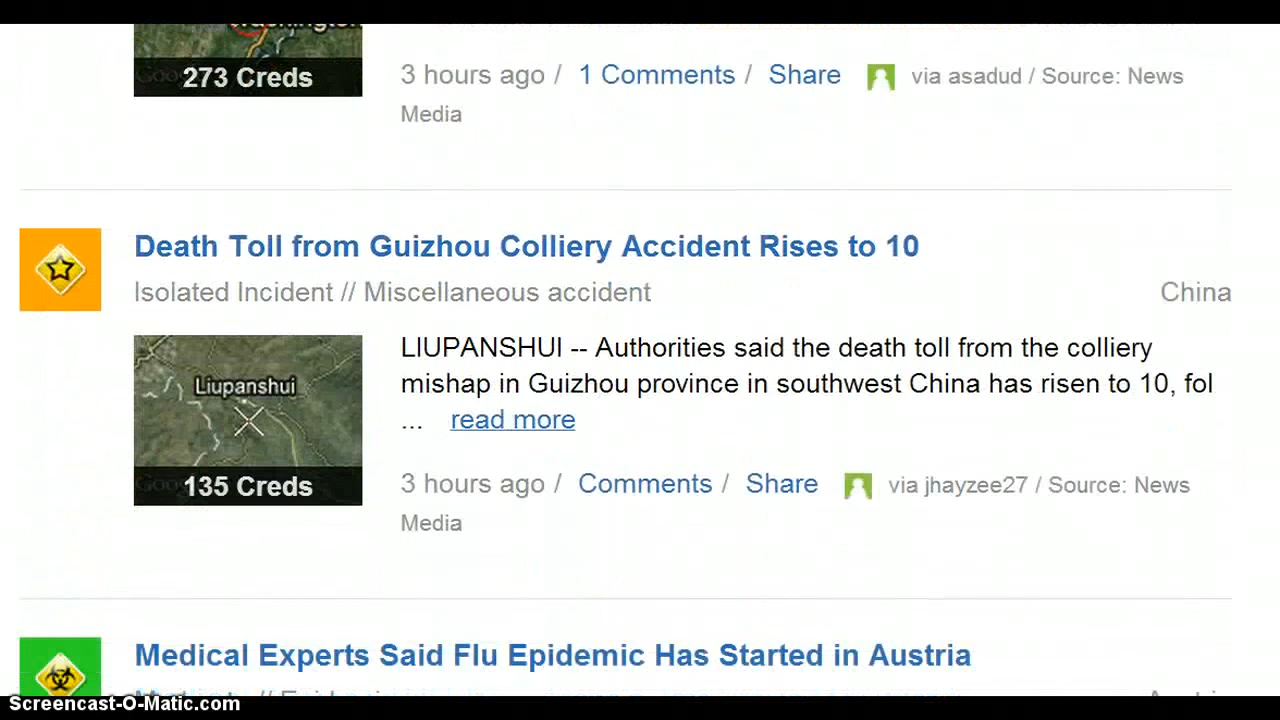 273 Creds
3 hours ago / 1 Comments / Share via asadud / Source: News
Media
Death Toll from Guizhou Colliery Accident Rises to 10
Isolated Incident // Miscellaneous accident China
Liupanshui
LIUPANSHUI -- Authorities said the death toll from the colliery
mishap in Guizhou province in southwest China has risen to 10, fol
... read more
135 Creds
3 hours ago / Comments / Share via jhayzee27 / Source: News
Media
Medical Experts Said Flu Epidemic Has Started in Austria
Screencast-O-Matic.com